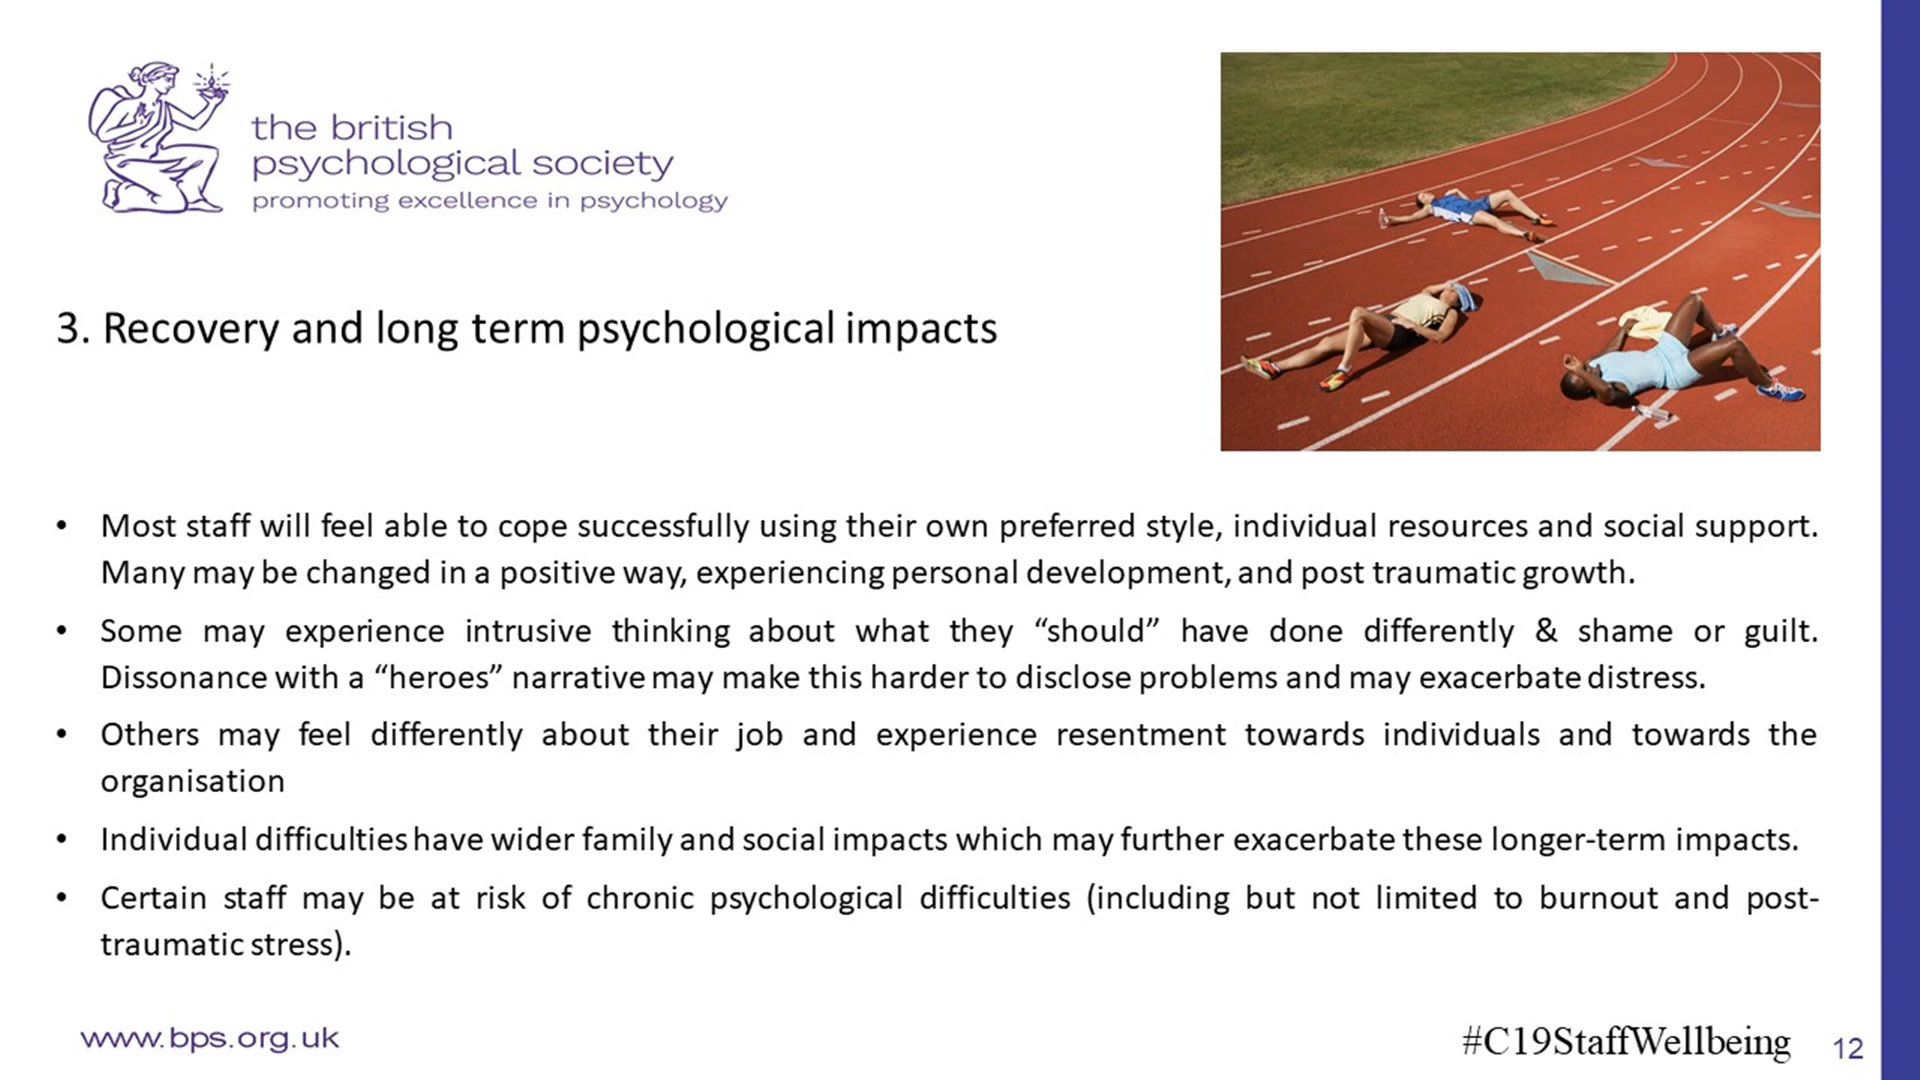 the british
psychological society
promoting excellence in psychology
3. Recovery and long term psychological impacts
• Most staff will feel able to cope successfully using their own preferred style, individual resources and social support.
Many may be changed in a positive way, experiencing personal development, and post traumatic growth.
• Some may experience intrusive thinking about what they “should” have done differently & shame or guilt.
Dissonance with a “heroes” narrative may make this harder to disclose problems and may exacerbate distress.
• Others may feel differently about their job and experience resentment towards individuals and towards the
organisation
• Individual difficulties have wider family and social impacts which may further exacerbate these longer-term impacts.
• Certain staff may be at risk of chronic psychological difficulties (including but not limited to burnout and post-
traumatic stress).
www.bps.org.uk
#C19StaffWellbeing
12